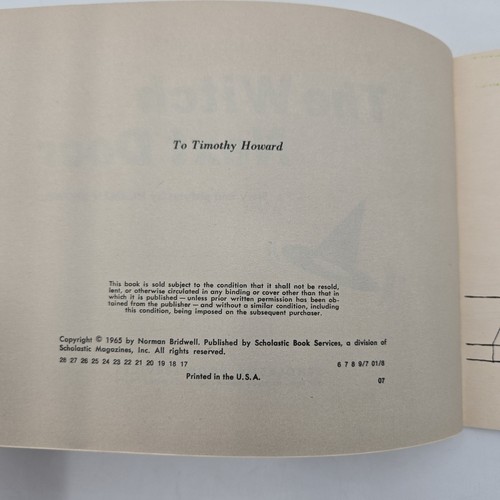 To Timothy Howard
This book is sold subject to the condition that it shall not be resold,
lent, or otherwise circulated in any binding or cover other than that in
which it is published — unless prior written permission has been ob-
tained from the publisher — and without a similar condition, including
this condition, being imposed on the subsequent purchaser.
Copyright © 1965 by Norman Bridwell. Published by Scholastic Book Services, a division of
Scholastic Magazines, Inc. All rights reserved.
28 27 26 25 24 23 22 21 20 19 18 17 6 7 8 9/7 01/8
Printed in the U.S.A. 07